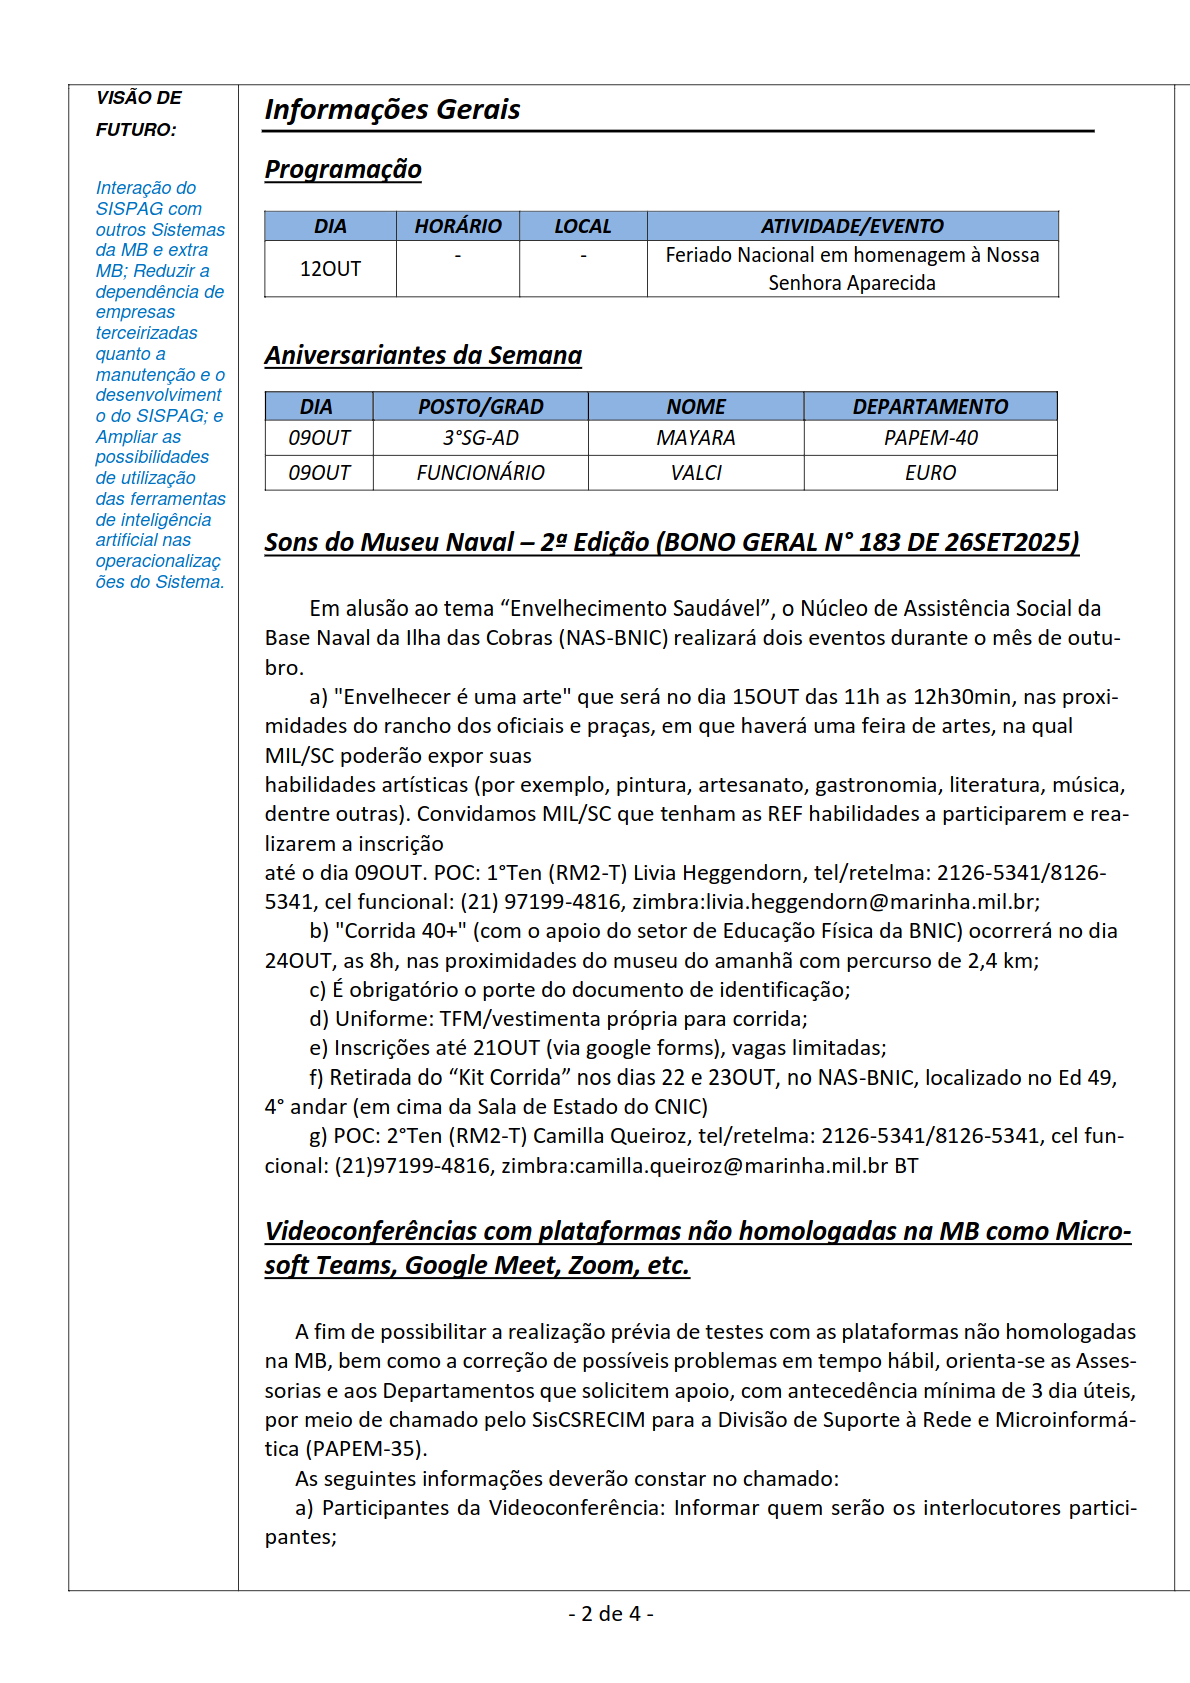 VISÃO DE
FUTURO:
Interação do
SISPAG com
outros Sistemas
da MB e extra
MB; Reduzir a
dependência de
empresas
terceirizadas
quanto a
manutenção e o
desenvolviment
o do SISPAG; e
Ampliar as
possibilidades
de utilização
das ferramentas
de inteligência
artificial nas
operacionalizaç
ões do Sistema.
Informações Gerais
Programação
DIA HORÁRIO LOCAL ATIVIDADE/EVENTO
12OUT - - Feriado Nacional em homenagem à Nossa
Senhora Aparecida
Aniversariantes da Semana
DIA POSTO/GRAD NOME DEPARTAMENTO
09OUT 3°SG-AD MAYARA PAPEM-40
09OUT FUNCIONÁRIO VALCI EURO
Sons do Museu Naval – 2ª Edição (BONO GERAL N° 183 DE 26SET2025)
Em alusão ao tema “Envelhecimento Saudável”, o Núcleo de Assistência Social da
Base Naval da Ilha das Cobras (NAS-BNIC) realizará dois eventos durante o mês de outu-
bro.
a) "Envelhecer é uma arte" que será no dia 15OUT das 11h as 12h30min, nas proxi-
midades do rancho dos oficiais e praças, em que haverá uma feira de artes, na qual
MIL/SC poderão expor suas
habilidades artísticas (por exemplo, pintura, artesanato, gastronomia, literatura, música,
dentre outras). Convidamos MIL/SC que tenham as REF habilidades a participarem e rea-
lizarem a inscrição
até o dia 09OUT. POC: 1°Ten (RM2-T) Livia Heggendorn, tel/retelma: 2126-5341/8126-
5341, cel funcional: (21) 97199-4816, zimbra:livia.heggendorn@marinha.mil.br;
b) "Corrida 40+" (com o apoio do setor de Educação Física da BNIC) ocorrerá no dia
24OUT, as 8h, nas proximidades do museu do amanhã com percurso de 2,4 km;
c) É obrigatório o porte do documento de identificação;
d) Uniforme: TFM/vestimenta própria para corrida;
e) Inscrições até 21OUT (via google forms), vagas limitadas;
f) Retirada do “Kit Corrida” nos dias 22 e 23OUT, no NAS-BNIC, localizado no Ed 49,
4° andar (em cima da Sala de Estado do CNIC)
g) POC: 2°Ten (RM2-T) Camilla Queiroz, tel/retelma: 2126-5341/8126-5341, cel fun-
cional: (21)97199-4816, zimbra:camilla.queiroz@marinha.mil.br BT
Videoconferências com plataformas não homologadas na MB como Micro-
soft Teams, Google Meet, Zoom, etc.
A fim de possibilitar a realização prévia de testes com as plataformas não homologadas
na MB, bem como a correção de possíveis problemas em tempo hábil, orienta-se as Asses-
sorias e aos Departamentos que solicitem apoio, com antecedência mínima de 3 dia úteis,
por meio de chamado pelo SisCSRECIM para a Divisão de Suporte à Rede e Microinformá-
tica (PAPEM-35).
As seguintes informações deverão constar no chamado:
a) Participantes da Videoconferência: Informar quem serão os interlocutores partici-
pantes;
- 2 de 4 -